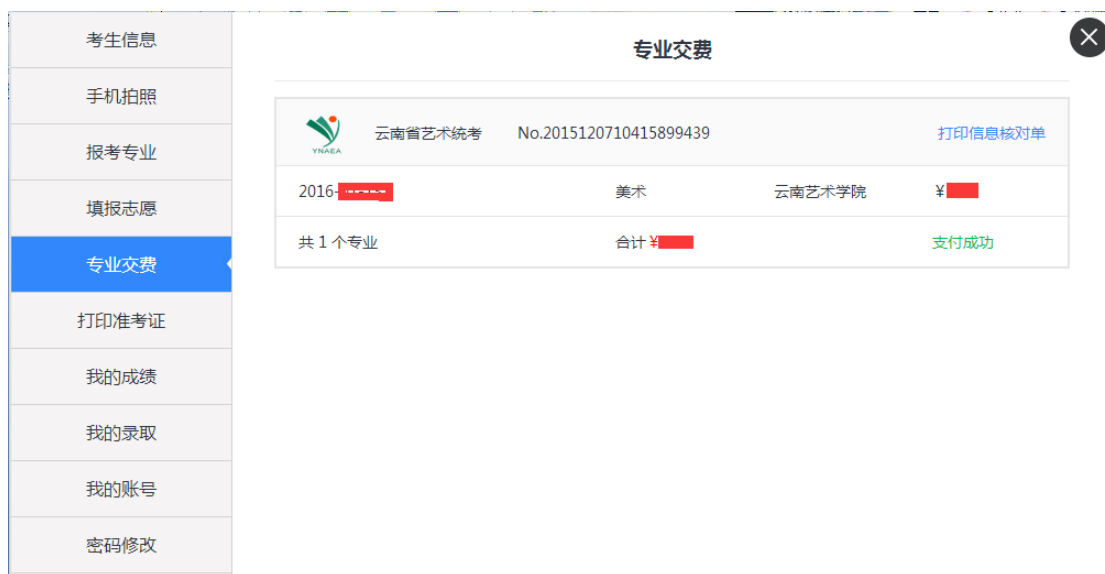 考生信息
手机拍照
报考专业
填报志愿
专业交费
打印准考证
我的成绩
我的录取
我的账号
密码修改
专业交费
YNAEA
云南省艺术统考 No.2015120710415899439 打印信息核对单
2016- 美术 云南艺术学院 ¥
共 1 个专业 合计 ¥ 支付成功